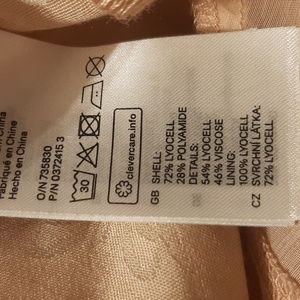 Fabriqué en Chine
Hecho en China
O/N 735830
P/N 0372415 3
30
clevercare.info
GB SHELL:
72% LYOCELL
28% POLYAMIDE
DETAILS:
54% LYOCELL
46% VISCOSE
LINING:
100% LYOCELL
CZ SVRCHNÍ LÁTKA:
72% LYOCELL